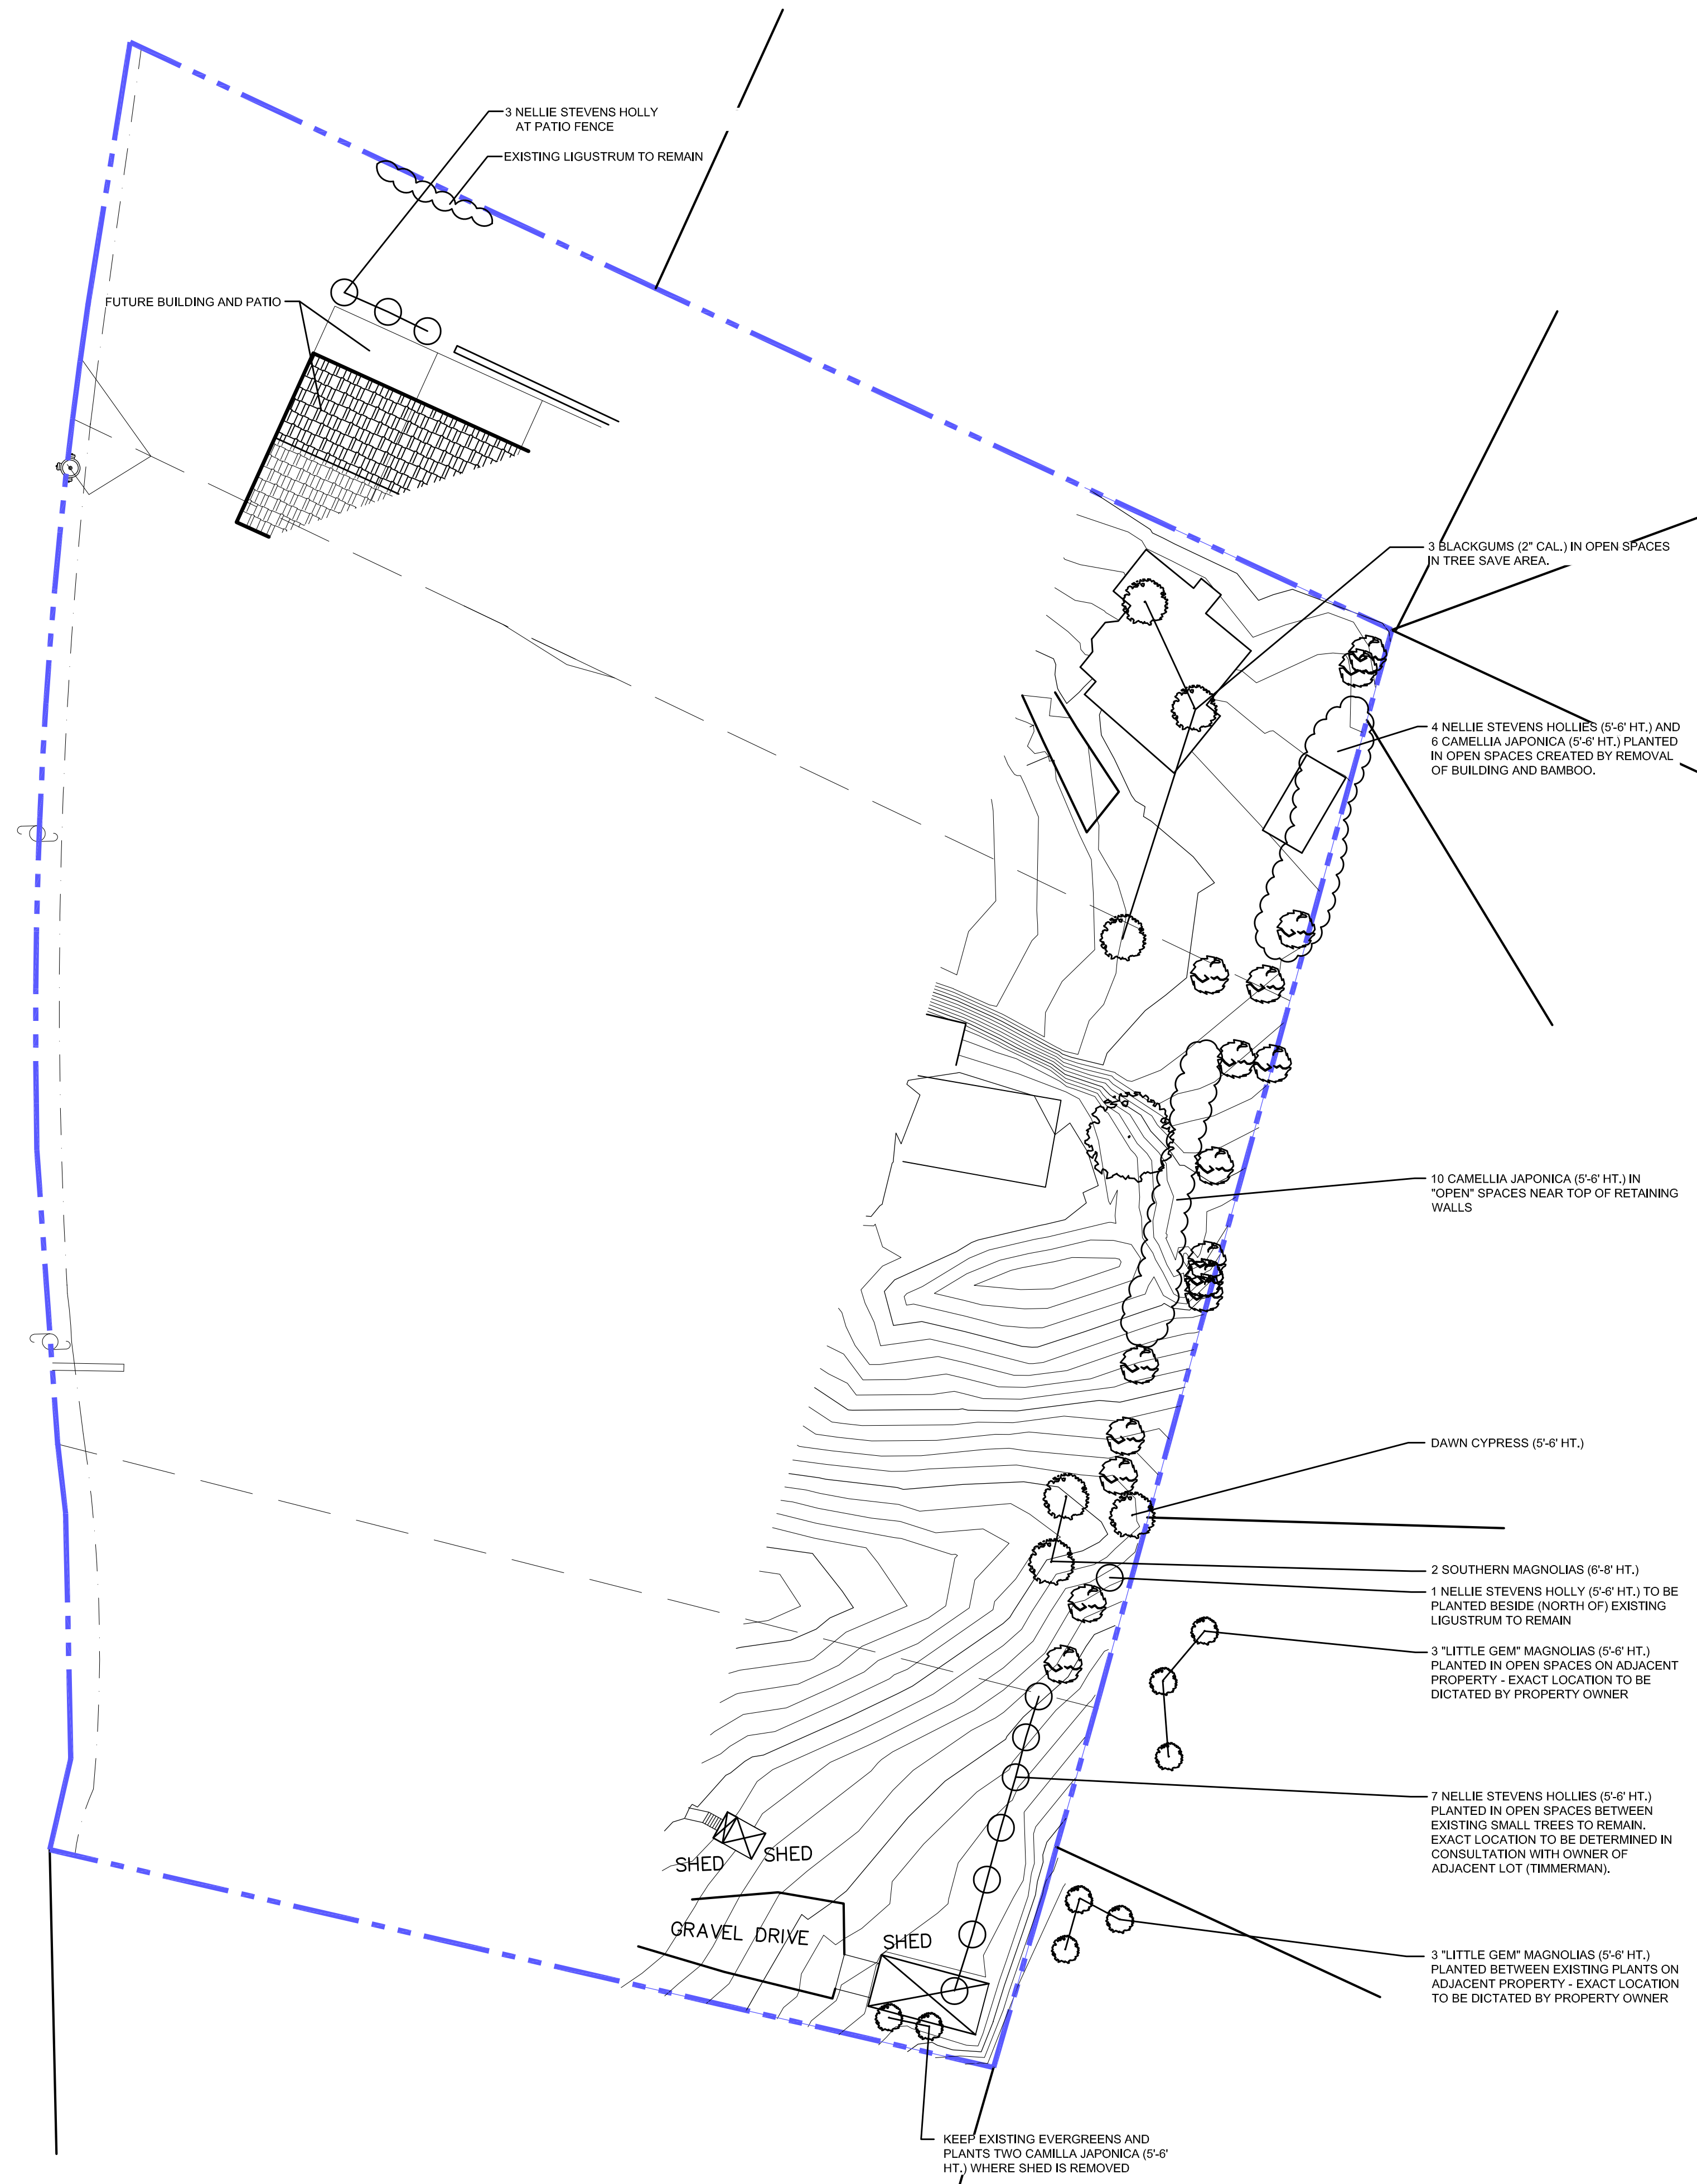 3 NELLIE STEVENS HOLLY
AT PATIO FENCE
EXISTING LIGUSTRUM TO REMAIN
FUTURE BUILDING AND PATIO
3 BLACKGUMS (2" CAL.) IN OPEN SPACES
IN TREE SAVE AREA.
4 NELLIE STEVENS HOLLIES (5'-6' HT.) AND
6 CAMELLIA JAPONICA (5'-6' HT.) PLANTED
IN OPEN SPACES CREATED BY REMOVAL
OF BUILDING AND BAMBOO.
10 CAMELLIA JAPONICA (5'-6' HT.) IN
"OPEN" SPACES NEAR TOP OF RETAINING
WALLS
DAWN CYPRESS (5'-6' HT.)
2 SOUTHERN MAGNOLIAS (6'-8' HT.)
1 NELLIE STEVENS HOLLY (5'-6' HT.) TO BE
PLANTED BESIDE (NORTH OF) EXISTING
LIGUSTRUM TO REMAIN
3 "LITTLE GEM" MAGNOLIAS (5'-6' HT.)
PLANTED IN OPEN SPACES ON ADJACENT
PROPERTY - EXACT LOCATION TO BE
DICTATED BY PROPERTY OWNER
7 NELLIE STEVENS HOLLIES (5'-6' HT.)
PLANTED IN OPEN SPACES BETWEEN
EXISTING SMALL TREES TO REMAIN.
EXACT LOCATION TO BE DETERMINED IN
CONSULTATION WITH OWNER OF
ADJACENT LOT (TIMMERMAN).
SHED
SHED
GRAVEL DRIVE
SHED
3 "LITTLE GEM" MAGNOLIAS (5'-6' HT.)
PLANTED BETWEEN EXISTING PLANTS ON
ADJACENT PROPERTY - EXACT LOCATION
TO BE DICTATED BY PROPERTY OWNER
KEEP EXISTING EVERGREENS AND
PLANTS TWO CAMILLA JAPONICA (5'-6'
HT.) WHERE SHED IS REMOVED